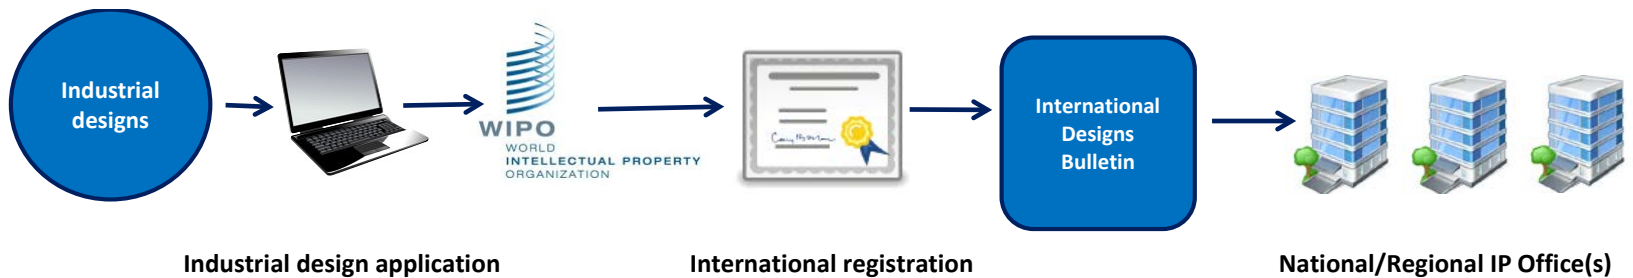 Industrial
designs
WIPO
WORLD
INTELLECTUAL PROPERTY
ORGANIZATION
International
Designs
Bulletin
Industrial design application
International registration
National/Regional IP Office(s)